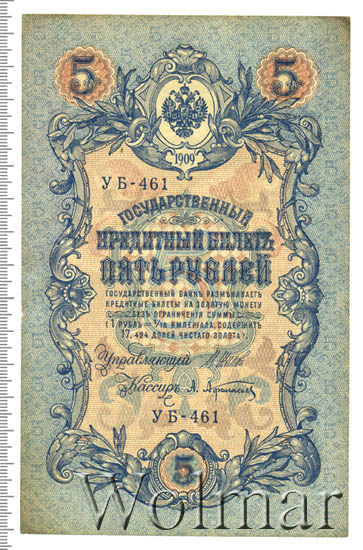 5 5
1909
УБ-461
ГОСУДАРСТВЕННЫЙ
КРЕДИТНЫЙ БИЛЕТЪ
ПЯТЬ РУБЛЕЙ
ГОСУДАРСТВЕННЫЙ БАНКЪ РАЗМѢНИВАЕТЪ
КРЕДИТНЫЕ БИЛЕТЫ НА ЗОЛОТУЮ МОНЕТУ
БЕЗЪ ОГРАНИЧЕНІЯ СУММЫ
(1 РУБЛЬ = 1/15 ИМПЕРІАЛА, СОДЕРЖИТЪ
17,424 ДОЛЕЙ ЧИСТАГО ЗОЛОТА)
Управляющій
Кассиръ А. Афанасьев
УБ-461
5
Wolmar